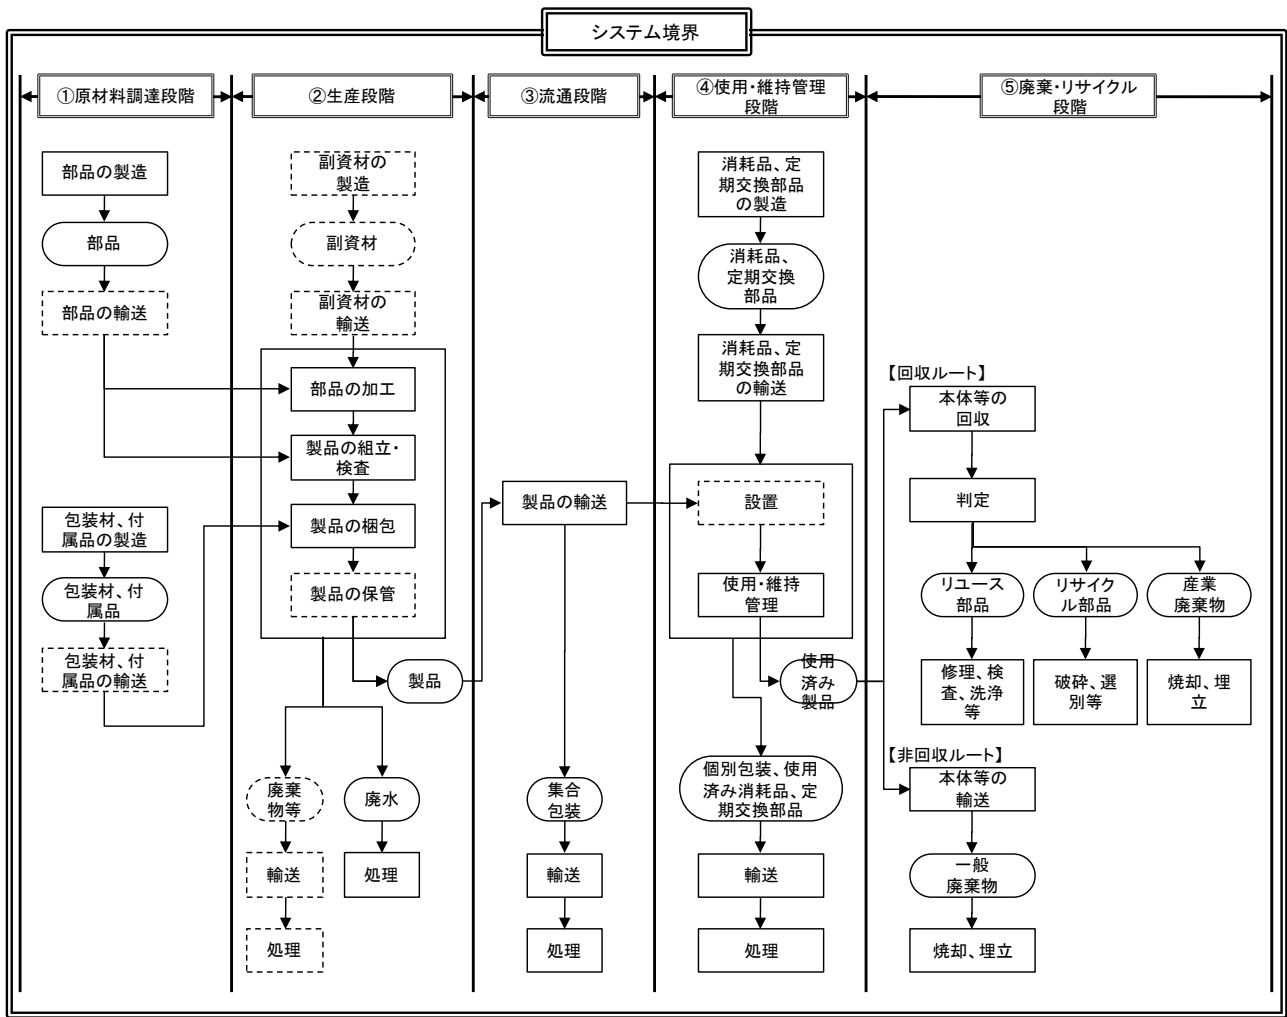 システム境界
①原材料調達段階
②生産段階
③流通段階
④使用・維持管理
段階
⑤廃棄・リサイクル
段階
部品の製造
部品
部品の輸送
包装材、付
属品の製造
包装材、付
属品
包装材、付
属品の輸送
副資材の
製造
副資材
副資材の
輸送
部品の加工
製品の組立・
検査
製品の梱包
製品の保管
製品
廃棄
物等
廃水
輸送
処理
処理
製品の輸送
集合
包装
輸送
処理
消耗品、定
期交換部品
の製造
消耗品、
定期交換
部品
消耗品、定
期交換部品
の輸送
設置
使用・維持
管理
使用
済み
製品
個別包装、使用
済み消耗品、定
期交換部品
輸送
処理
【回収ルート】
本体等の
回収
判定
リユース
部品
リサイク
ル部品
産業
廃棄物
修理、検
査、洗浄
等
破砕、選
別等
焼却、埋
立
【非回収ルート】
本体等の
輸送
一般
廃棄物
焼却、埋立